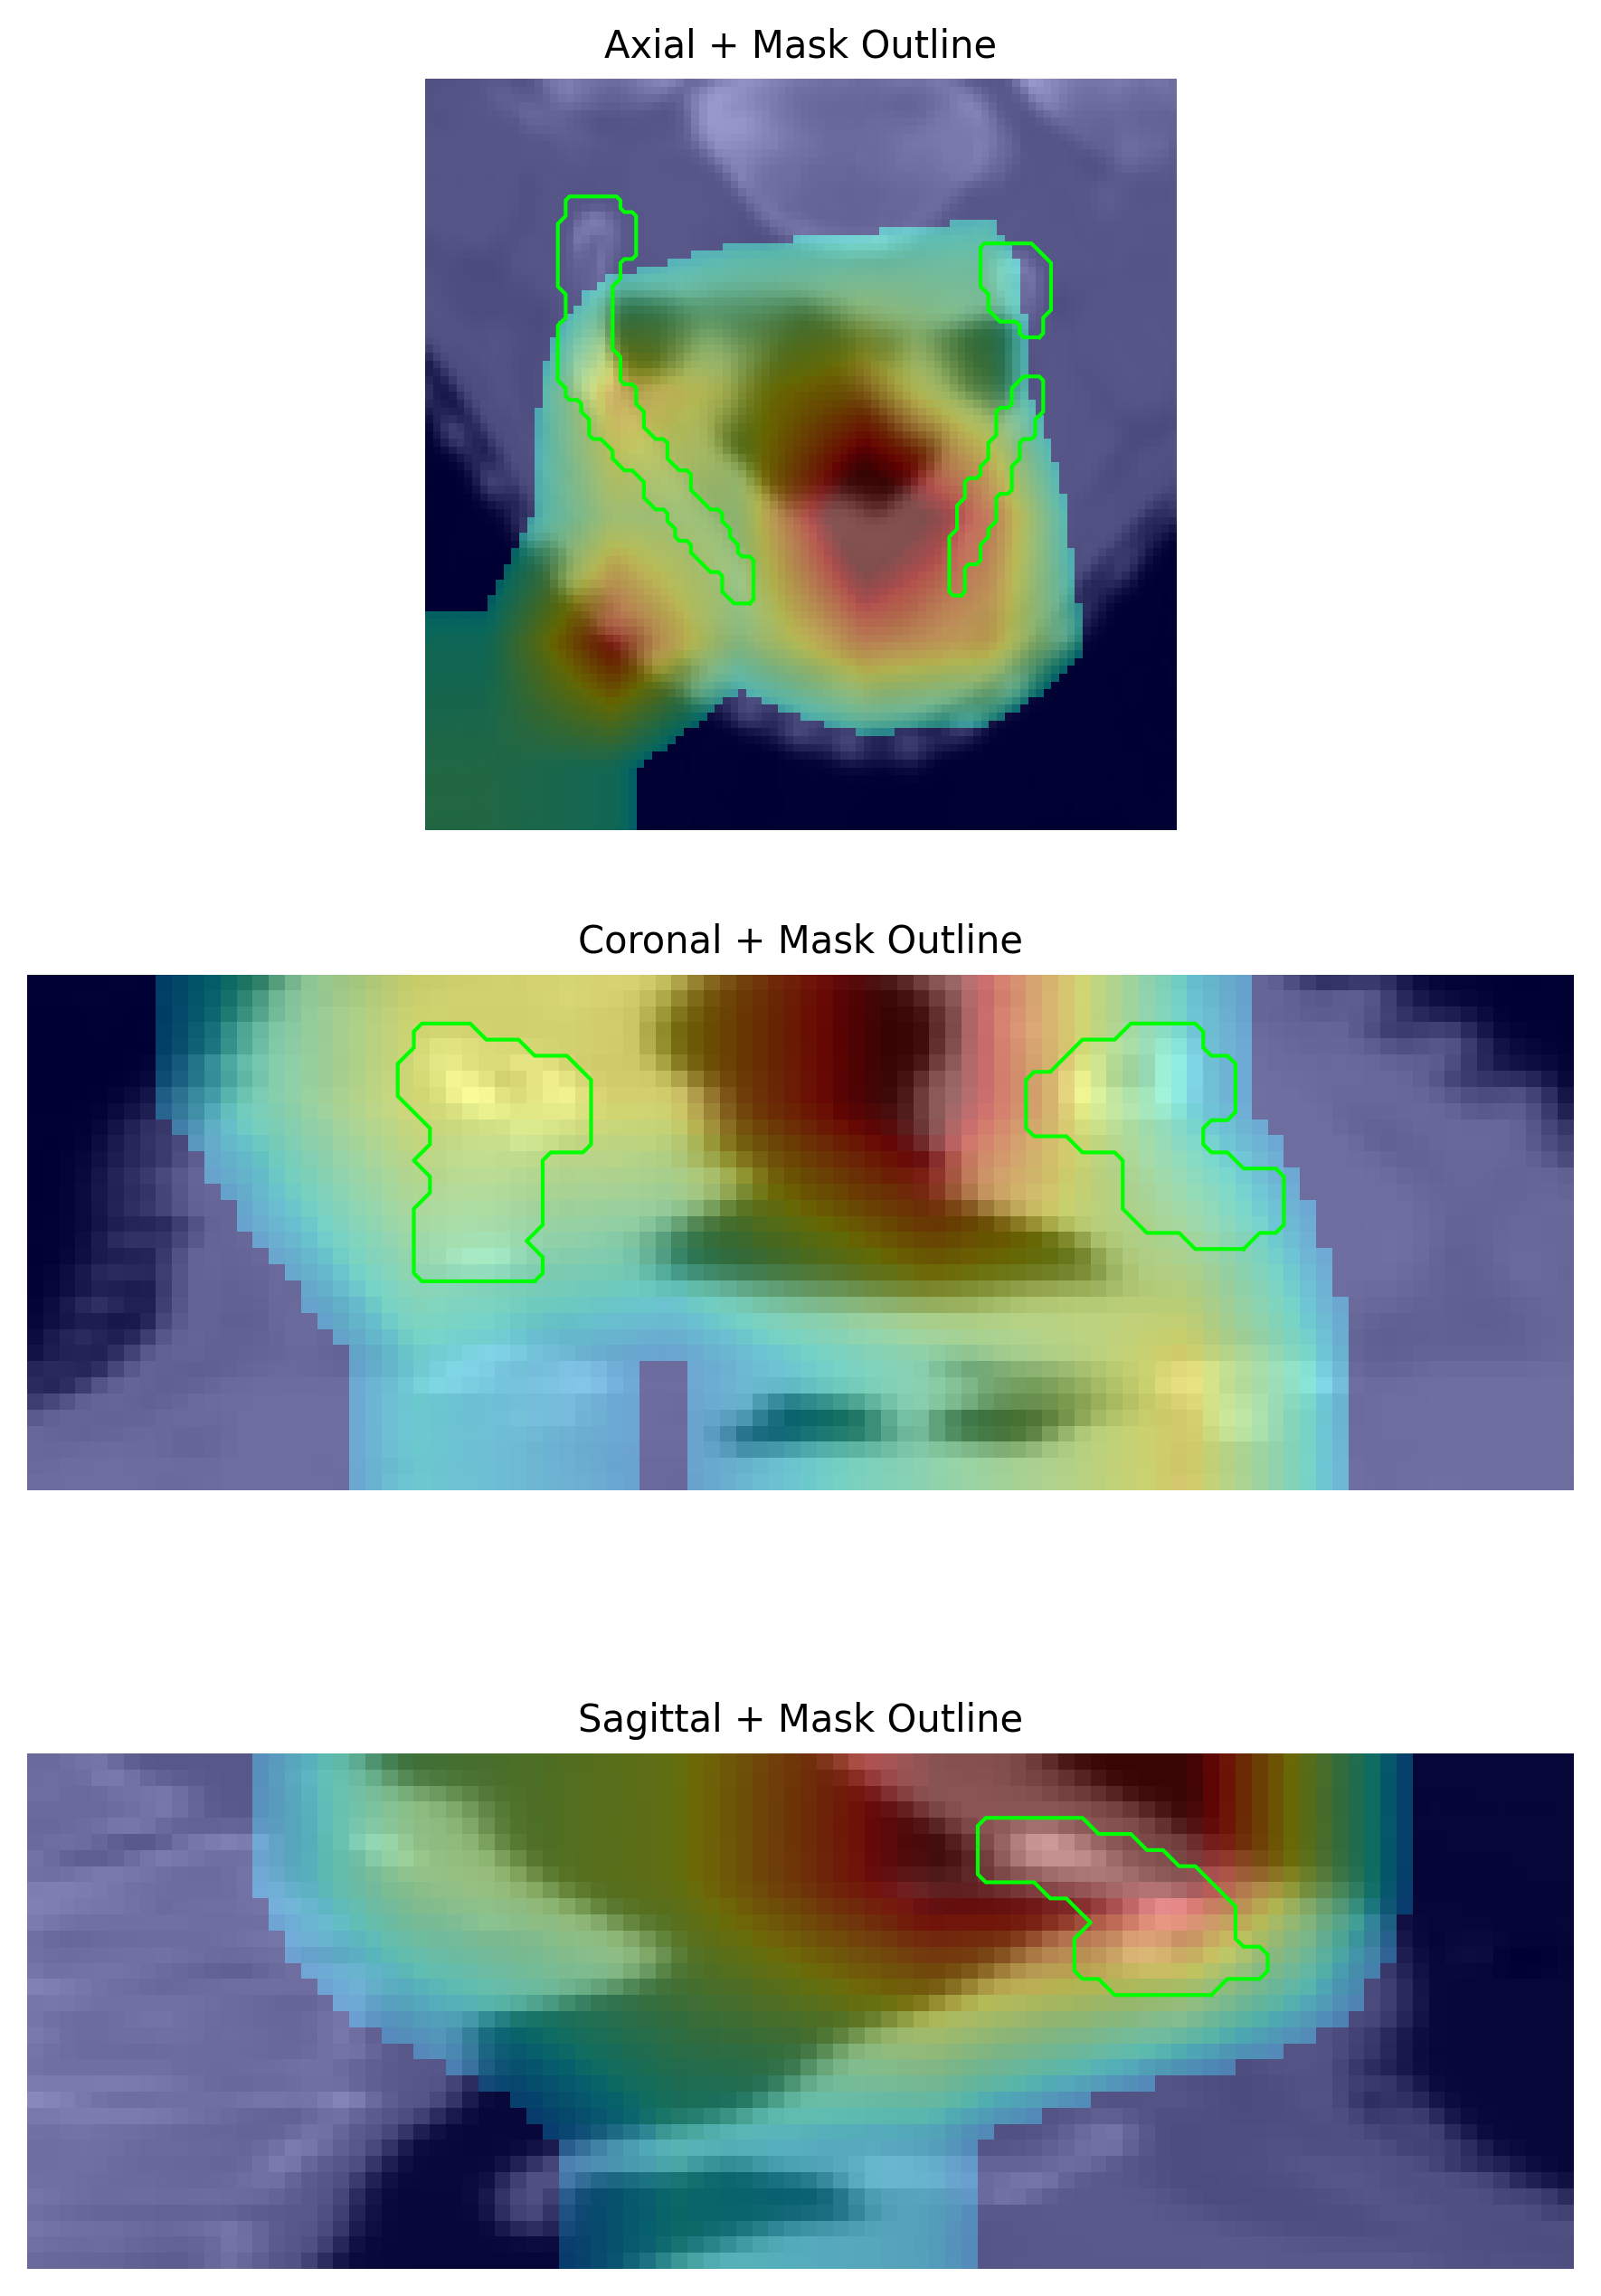 Axial + Mask Outline
Coronal + Mask Outline
Sagittal + Mask Outline